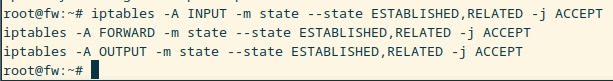 root@fw:~# iptables -A INPUT -m state --state ESTABLISHED,RELATED -j ACCEPT
iptables -A FORWARD -m state --state ESTABLISHED,RELATED -j ACCEPT
iptables -A OUTPUT -m state --state ESTABLISHED,RELATED -j ACCEPT
root@fw:~#